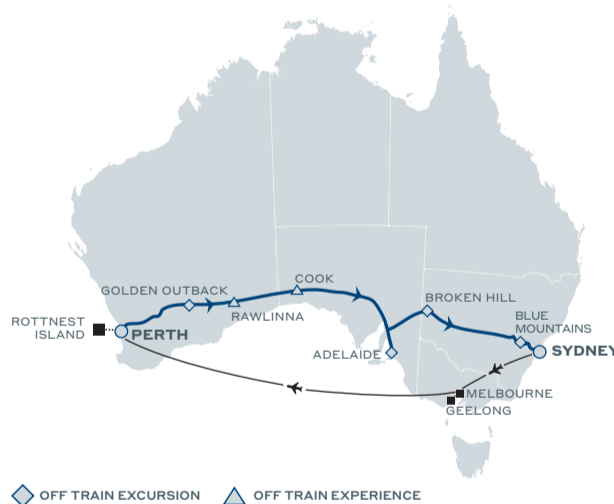 COOK
GOLDEN OUTBACK
BROKEN HILL
RAWLINNA
BLUE
MOUNTAINS
ROTTNEST
ISLAND
PERTH
ADELAIDE
SYDNEY
MELBOURNE
GEELONG
OFF TRAIN EXCURSION
OFF TRAIN EXPERIENCE